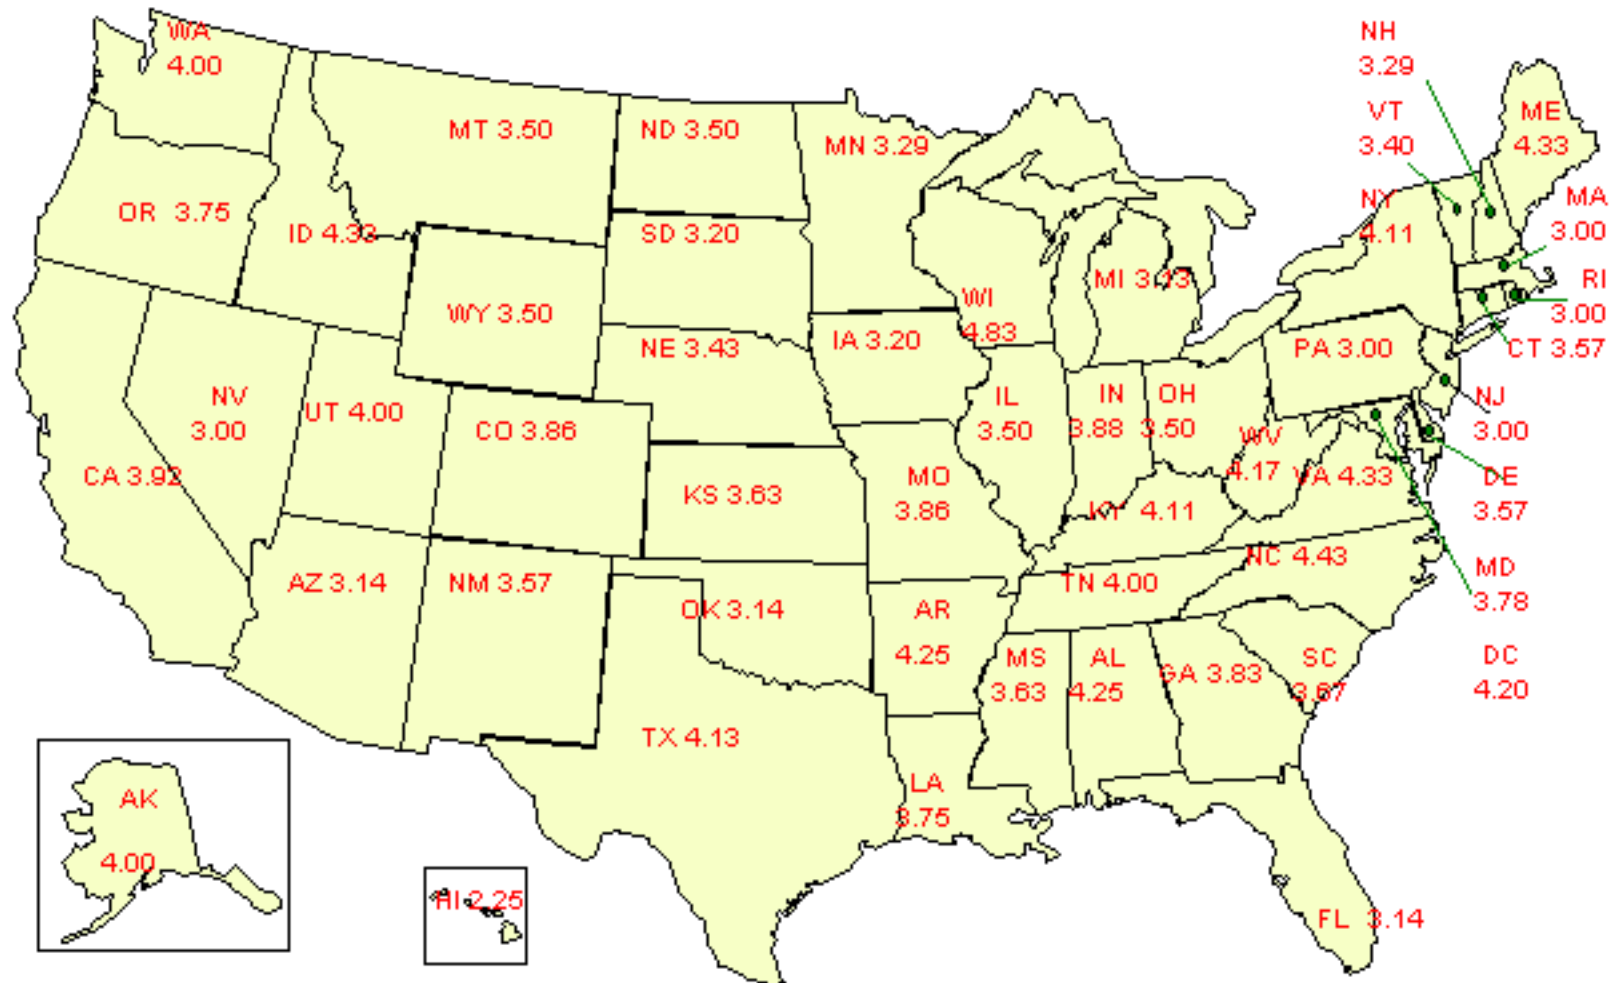 WA
4.00
NH
3.29
MT 3.50
ND 3.50
MN 3.29
VT
3.40
ME
4.33
OR 3.75
ID 4.33
SD 3.20
NY
4.11
MA
3.00
WY 3.50
NE 3.43
IA 3.20
WI
4.83
MI 3.13
RI
3.00
PA 3.00
CT 3.57
NV
3.00
UT 4.00
CO 3.86
IL
3.50
IN
3.88
OH
3.50
NJ
3.00
CA 3.92
KS 3.63
MO
3.86
WV
4.17
VA 4.33
DE
3.57
KY 4.11
AZ 3.14
NM 3.57
OK 3.14
AR
4.25
TN 4.00
NC 4.43
MD
3.78
MS
3.63
AL
4.25
GA 3.83
SC
3.67
DC
4.20
TX 4.13
LA
3.75
AK
4.00
HI 2.25
FL 3.14